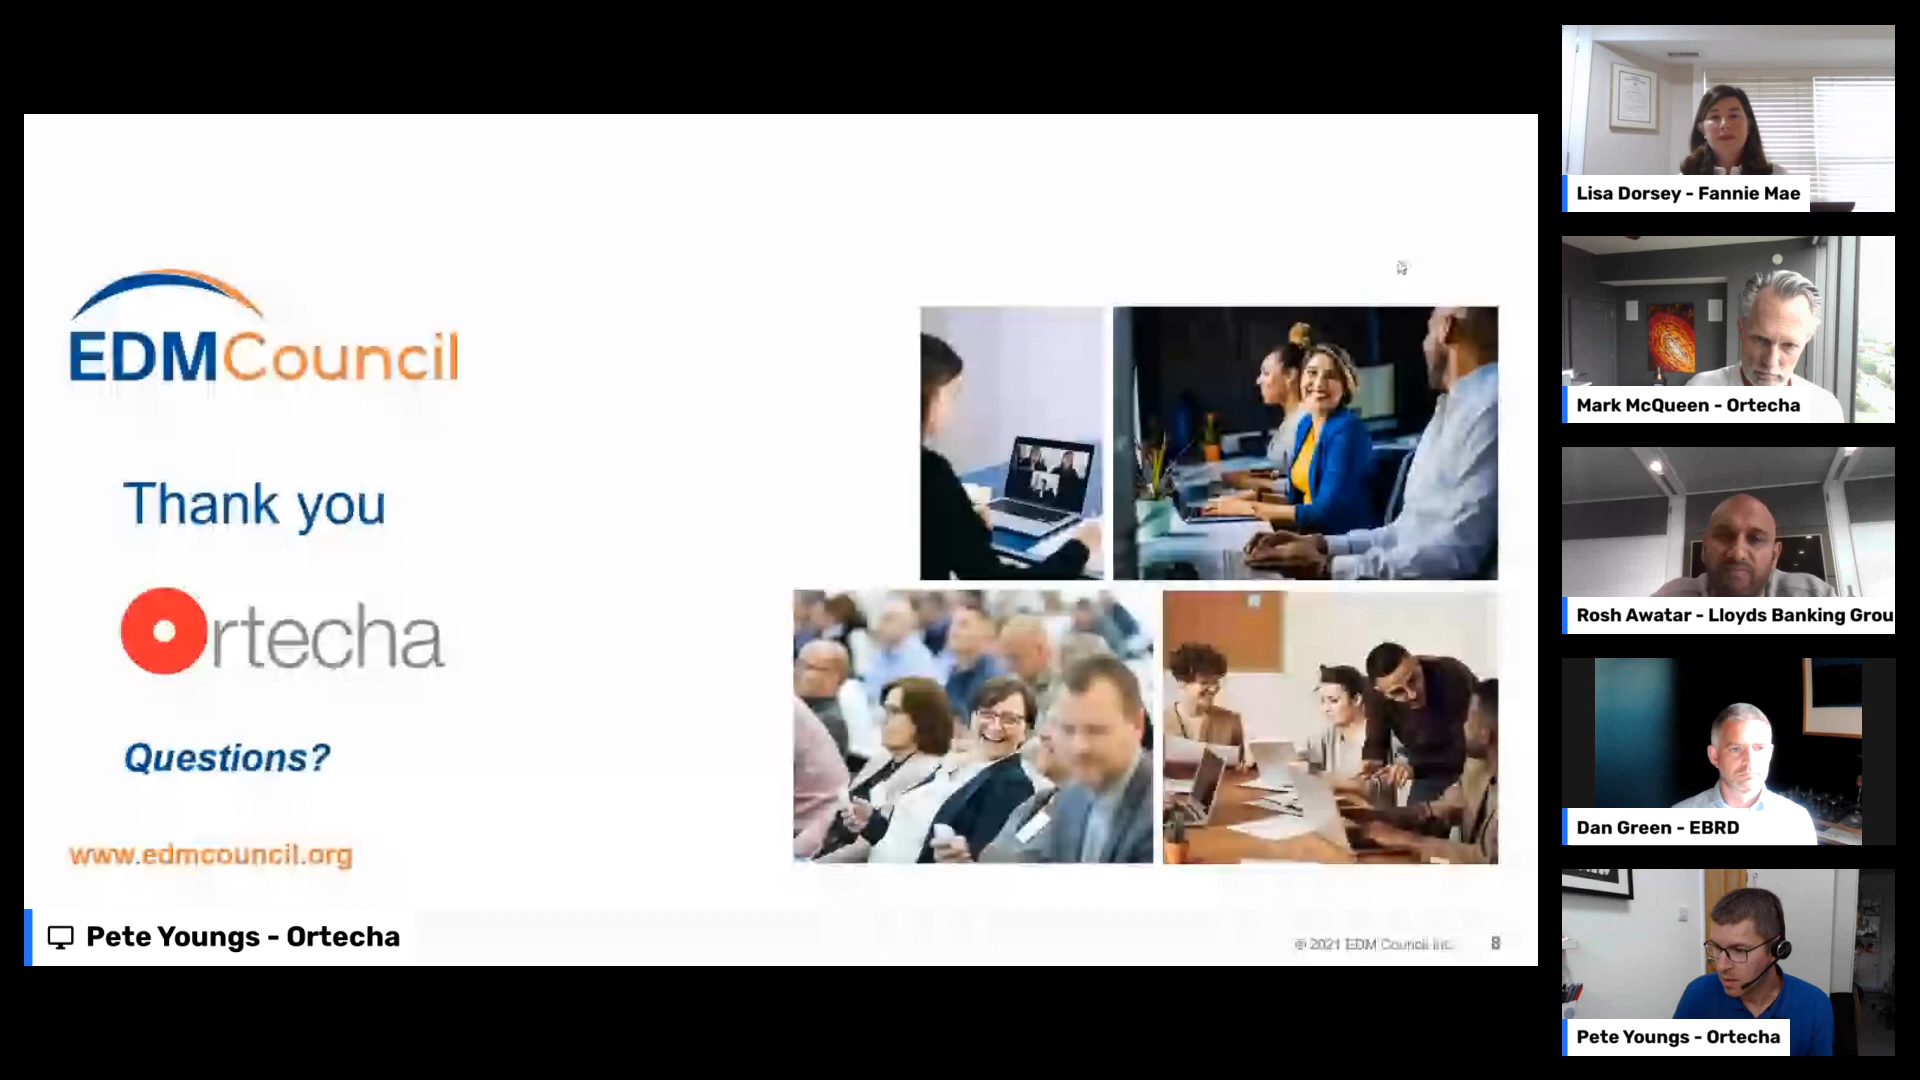 EDMCouncil
Thank you
Ortecha
Questions?
www.edmcouncil.org
Pete Youngs - Ortecha
© 2021 EDM Council Inc.
8
Lisa Dorsey - Fannie Mae
Mark McQueen - Ortecha
Rosh Awatar - Lloyds Banking Grou
Dan Green - EBRD
Pete Youngs - Ortecha